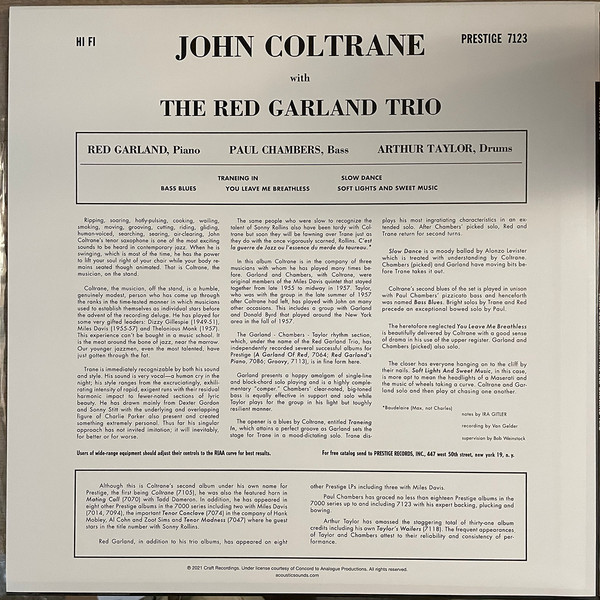 HI FI
JOHN COLTRANE
PRESTIGE 7123
with
THE RED GARLAND TRIO
RED GARLAND, Piano PAUL CHAMBERS, Bass ARTHUR TAYLOR, Drums
TRANEING IN SLOW DANCE
BASS BLUES YOU LEAVE ME BREATHLESS SOFT LIGHTS AND SWEET MUSIC
Ripping, soaring, hotly-pulsing, cooking, wailing,
smoking, moving, grooving, cutting, riding, gliding,
human-voiced, searching, searing, air-clearing, John
Coltrane's tenor saxophone is one of the most exciting
sounds to be heard in contemporary jazz. When he is
swinging, which is most of the time, he has the power
to lift your soul right of your chair while your body re-
mains seated though animated. That is Coltrane, the
musician, on the stand.
Coltrane, the musician, off the stand, is a humble,
genuinely modest, person who has come up through
the ranks in the time-tested manner in which musicians
used to establish themselves as individual stars before
the advent of the recording deluge. He has played for
some very gifted leaders: Dizzy Gillespie (1949-51);
Miles Davis (1955-57) and Thelonious Monk (1957).
This experience can't be bought in a music school. It
is the meat around the bone of jazz, near the marrow.
Our younger jazzmen, even the most talented, have
just gotten through the fat.
Trane is immediately recognizable by both his sound
and style. His sound is very vocal—a human cry in the
night; his style ranges from the excruciatingly, exhil-
arating intensity of rapid, exigent runs with their residual
harmonic impact to fewer-noted sections of lyric
beauty. He has drawn mainly from Dexter Gordon
and Sonny Stitt with the underlying and overlapping
figure of Charlie Parker also present and created
something extremely personal. Thus far his singular
approach has not invited imitation; it will inevitably,
for better or for worse.
The same people who were slow to recognize the
talent of Sonny Rollins also have been tardy with Col-
trane but soon they will be fawning over Trane just as
they do with the once vigorously scorned, Rollins. C'est
la guerre de Jazz ou l'essence du merde du taureau.*
In this album Coltrane is in the company of three
musicians with whom he has played many times be-
fore. Garland and Chambers, with Coltrane, were
original members of the Miles Davis quintet that stayed
together from late 1955 to midway in 1957. Taylor,
who was with the group in the late summer of 1957
after Coltrane had left, has played with John on many
other occasions. This includes a group with Garland
and Donald Byrd that played around the New York
area in the fall of 1957.
The Garland - Chambers - Taylor rhythm section,
which, under the name of the Red Garland Trio, has
independently recorded several successful albums for
Prestige (A Garland Of Red, 7064; Red Garland's
Piano, 7086; Groovy, 7113), is in fine form here.
Garland presents a happy amalgam of single-line
and block-chord solo playing and is a highly comple-
mentary "comper." Chambers' clear-noted, big-toned
bass is equally effective in support and solo while
Taylor plays for the group in his light but toughly
resilient manner.
The opener is a blues by Coltrane, entitled Traneing
In, which attains a perfect groove as Garland sets the
stage for Trane in a mood-dictating solo. Trane dis-
plays his most ingratiating characteristics in an ex-
tended solo. After Chambers' picked solo, Red and
Trane return for second turns.
Slow Dance is a moody ballad by Alonzo Levister
which is treated with understanding by Coltrane.
Chambers (picked) and Garland have moving bits be-
fore Trane takes it out.
Coltrane's second blues of the set is played in unison
with Paul Chambers' pizzicato bass and henceforth
was named Bass Blues. Bright solos by Trane and Red
precede an exceptional bowed solo by Paul.
The heretofore neglected You Leave Me Breathless
is beautifully delivered by Coltrane with a good sense
of drama in his use of the upper register. Garland and
Chambers (picked) also solo.
The closer has everyone hanging on to the cliff by
their nails. Soft Lights And Sweet Music, in this case,
is more apt to mean the headlights of a Maserati and
the music of wheels taking a curve. Coltrane and Gar-
land solo and then play at chasing one another.
*Baudelaire (Max, not Charles)
notes by IRA GITLER
recording by Van Gelder
supervision by Bob Weinstock
Users of wide-range equipment should adjust their controls to the RIAA curve for best results.
For free catalog send to PRESTIGE RECORDS, INC., 447 west 50th street, new york 19, n. y.
Although this is Coltrane's second album under his own name for
Prestige, the first being Coltrane (7105), he was also the featured horn in
Mating Call (7070) with Tadd Dameron. In addition, he has appeared in
eight other Prestige albums in the 7000 series including two with Miles Davis
(7014, 7094), the important Tenor Conclave (7074) in the company of Hank
Mobley, Al Cohn and Zoot Sims and Tenor Madness (7047) where he guest
stars in the title number with Sonny Rollins.
Red Garland, in addition to his trio albums, has appeared on eight
other Prestige LPs including three with Miles Davis.
Paul Chambers has graced no less than eighteen Prestige albums in the
7000 series up to and including 7123 with his expert backing, plucking and
bowing.
Arthur Taylor has amassed the staggering total of thirty-one album
credits including his own Taylor's Wailers (7118). The frequent appearances
of Taylor and Chambers attest to their reliability and consistency of per-
formance.
© 2021 Craft Recordings. Under license courtesy of Concord to Analogue Productions. All rights reserved.
acousticsounds.com